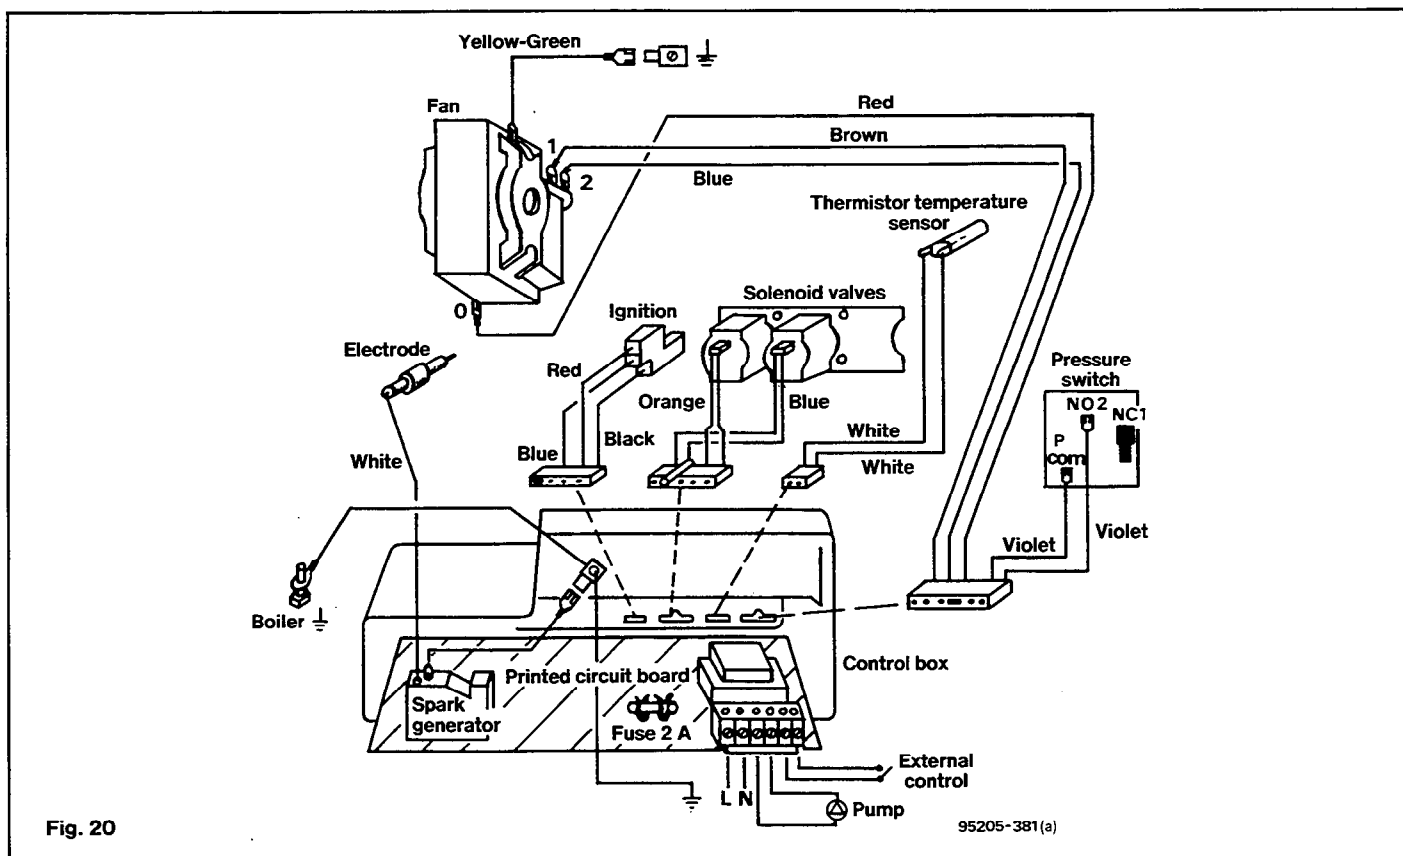 Yellow-Green
Fan
Red
Brown
1
2
Blue
Thermistor temperature
sensor
0
Ignition
Solenoid valves
Electrode
Red
Orange
Blue
Pressure
switch
NO 2
NC1
P
com
White
Blue
Black
White
White
Violet
Violet
Boiler
Control box
Printed circuit board
Spark
generator
Fuse 2 A
External
control
L N
Pump
Fig. 20
95205-381(a)